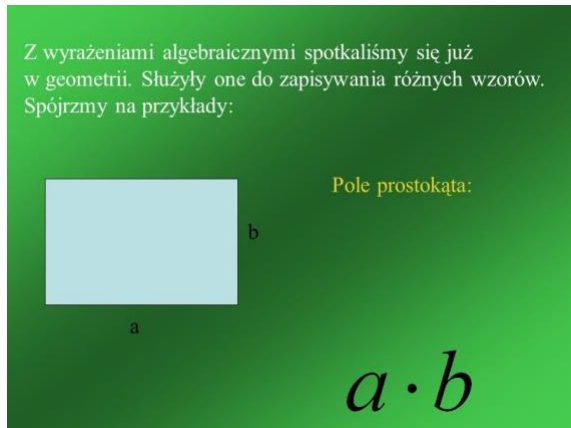 Z wyrażeniami algebraicznymi spotkaliśmy się już
w geometrii. Służyły one do zapisywania różnych wzorów.
Spójrzmy na przykłady:
Pole prostokąta:
b
a
a · b